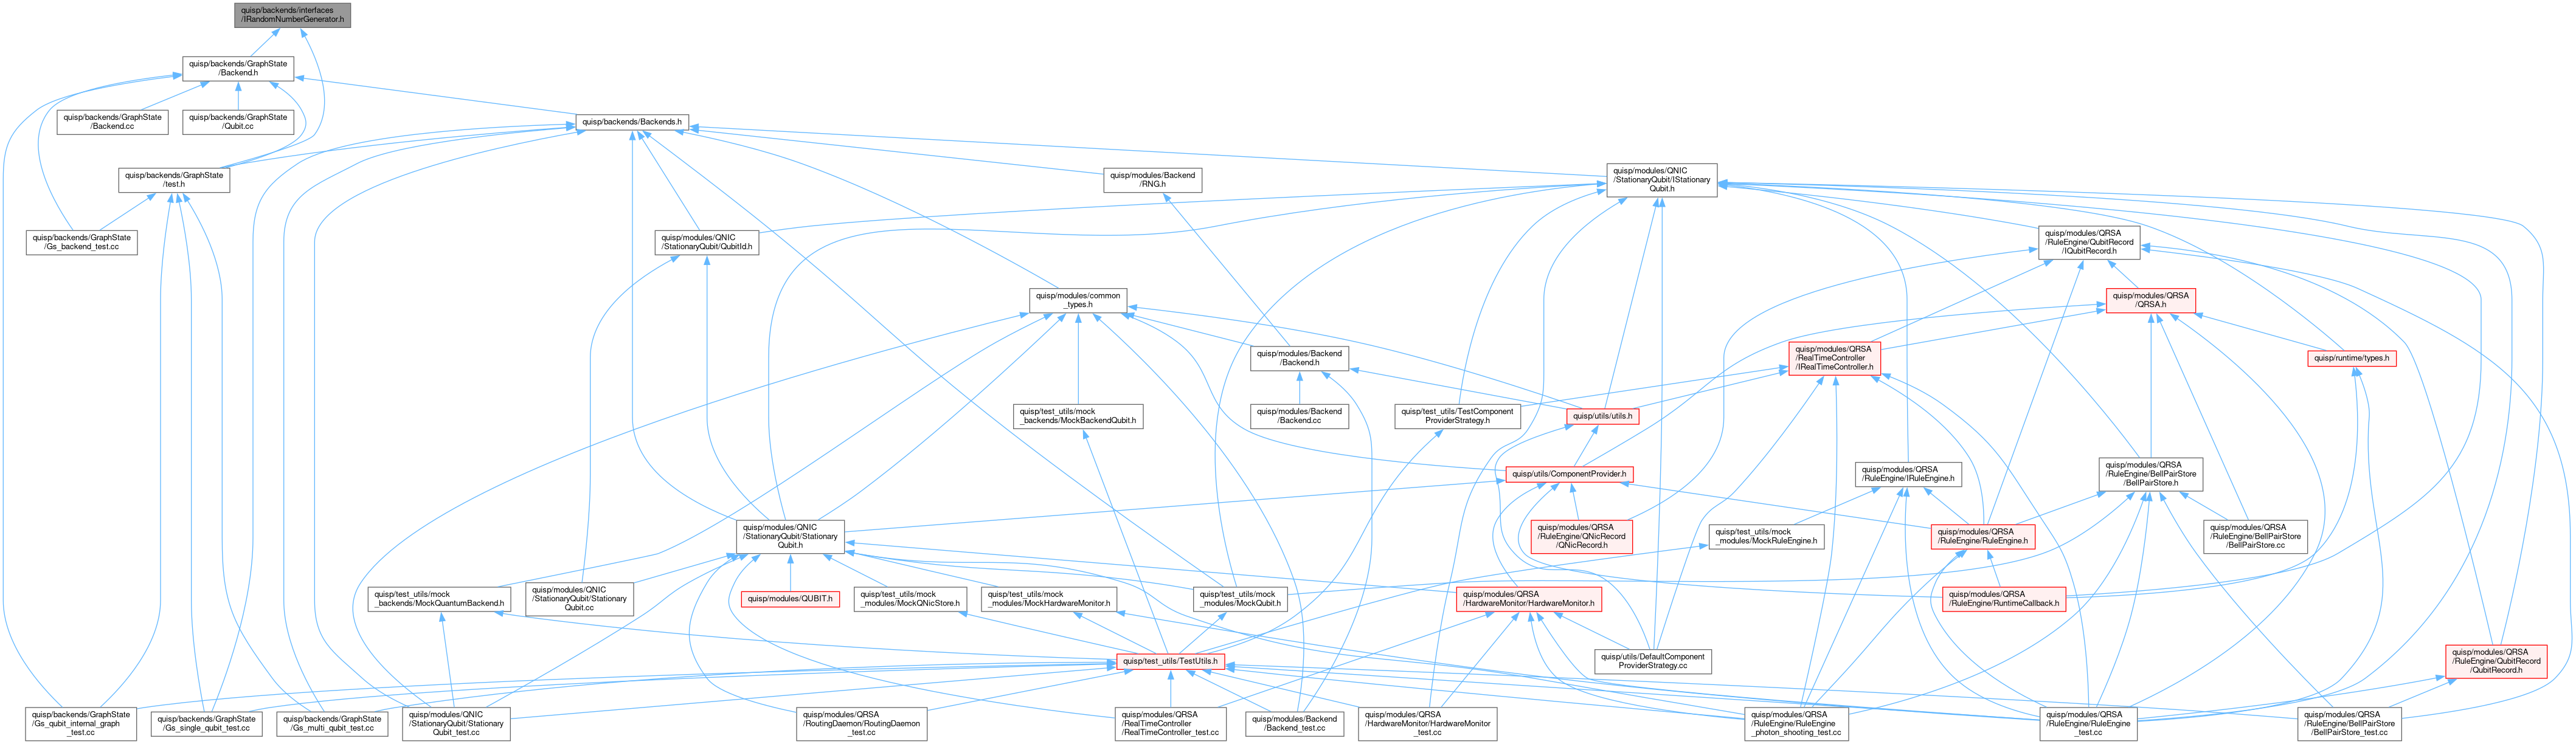 quisp/backends/interfaces
/IRandomNumberGenerator.h
quisp/backends/GraphState
/Backend.h
quisp/backends/GraphState
/Backend.cc
quisp/backends/GraphState
/Qubit.cc
quisp/backends/Backends.h
quisp/backends/GraphState
/test.h
quisp/modules/Backend
/RNG.h
quisp/modules/QNIC
/StationaryQubit/IStationary
Qubit.h
quisp/backends/GraphState
/Gs_backend_test.cc
quisp/modules/QNIC
/StationaryQubit/QubitId.h
quisp/modules/QRSA
/RuleEngine/QubitRecord
/IQubitRecord.h
quisp/modules/common
_types.h
quisp/modules/QRSA
/QRSA.h
quisp/modules/Backend
/Backend.h
quisp/modules/QRSA
/RealTimeController
/IRealTimeController.h
quisp/runtime/types.h
quisp/test_utils/mock
_backends/MockBackendQubit.h
quisp/modules/Backend
/Backend.cc
quisp/test_utils/TestComponent
ProviderStrategy.h
quisp/utils/utils.h
quisp/utils/ComponentProvider.h
quisp/modules/QRSA
/RuleEngine/IRuleEngine.h
quisp/modules/QRSA
/RuleEngine/BellPairStore
/BellPairStore.h
quisp/modules/QNIC
/StationaryQubit/Stationary
Qubit.h
quisp/modules/QRSA
/RuleEngine/QNicRecord
/QNicRecord.h
quisp/test_utils/mock
_modules/MockRuleEngine.h
quisp/modules/QRSA
/RuleEngine/RuleEngine.h
quisp/modules/QRSA
/RuleEngine/BellPairStore
/BellPairStore.cc
quisp/test_utils/mock
_backends/MockQuantumBackend.h
quisp/modules/QNIC
/StationaryQubit/Stationary
Qubit.cc
quisp/modules/QUBIT.h
quisp/test_utils/mock
_modules/MockQNicStore.h
quisp/test_utils/mock
_modules/MockHardwareMonitor.h
quisp/test_utils/mock
_modules/MockQubit.h
quisp/modules/QRSA
/HardwareMonitor/HardwareMonitor.h
quisp/modules/QRSA
/RuleEngine/RuntimeCallback.h
quisp/test_utils/TestUtils.h
quisp/utils/DefaultComponent
ProviderStrategy.cc
quisp/modules/QRSA
/RuleEngine/QubitRecord
/QubitRecord.h
quisp/backends/GraphState
/Gs_qubit_internal_graph
_test.cc
quisp/backends/GraphState
/Gs_single_qubit_test.cc
quisp/backends/GraphState
/Gs_multi_qubit_test.cc
quisp/modules/QNIC
/StationaryQubit/Stationary
Qubit_test.cc
quisp/modules/QRSA
/RoutingDaemon/RoutingDaemon
_test.cc
quisp/modules/QRSA
/RealTimeController
/RealTimeController_test.cc
quisp/modules/Backend
/Backend_test.cc
quisp/modules/QRSA
/HardwareMonitor/HardwareMonitor
_test.cc
quisp/modules/QRSA
/RuleEngine/RuleEngine
_photon_shooting_test.cc
quisp/modules/QRSA
/RuleEngine/RuleEngine
_test.cc
quisp/modules/QRSA
/RuleEngine/BellPairStore
/BellPairStore_test.cc